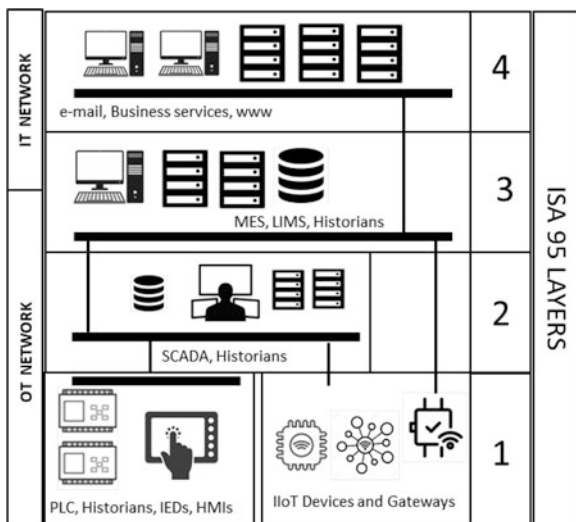 IT NETWORK
OT NETWORK
e-mail, Business services, www
4
MES, LIMS, Historians
3
SCADA, Historians
2
PLC, Historians, IEDs, HMIs
IIoT Devices and Gateways
1
ISA 95 LAYERS